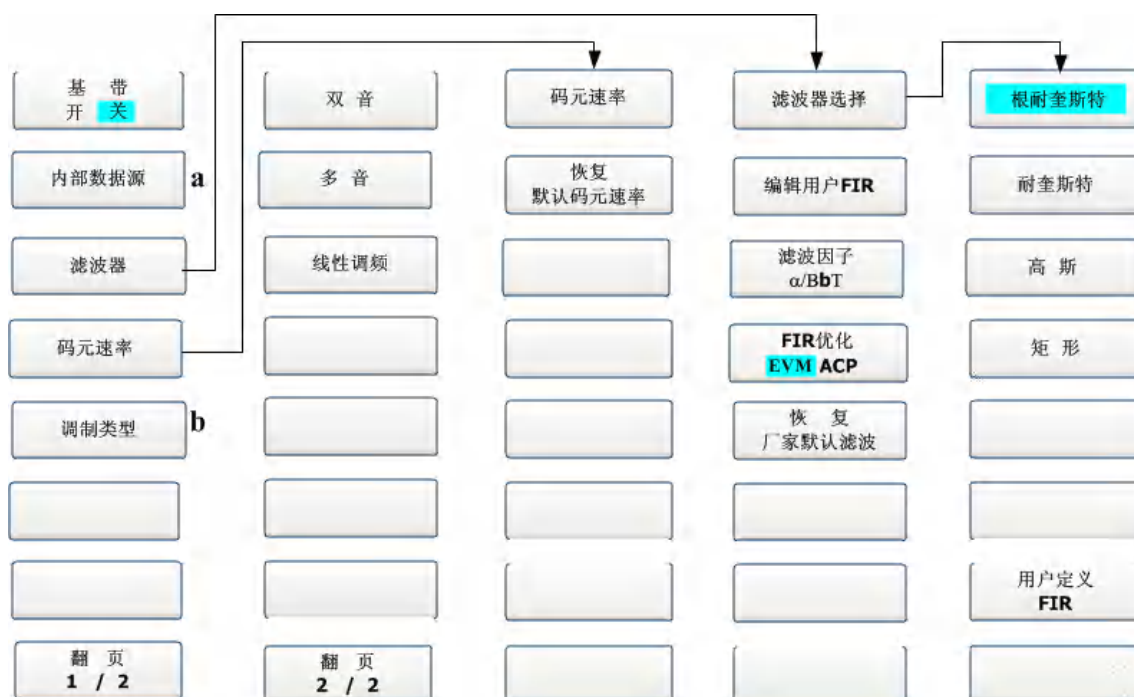 基 带
开 关
内部数据源
a
滤波器
码元速率
调制类型
b
翻 页
1 / 2
双 音
多 音
线性调频
翻 页
2 / 2
码元速率
恢复
默认码元速率
滤波器选择
编辑用户FIR
滤波因子
α/BbT
FIR优化
EVM ACP
恢 复
厂家默认滤波
根耐奎斯特
耐奎斯特
高 斯
矩 形
用户定义
FIR